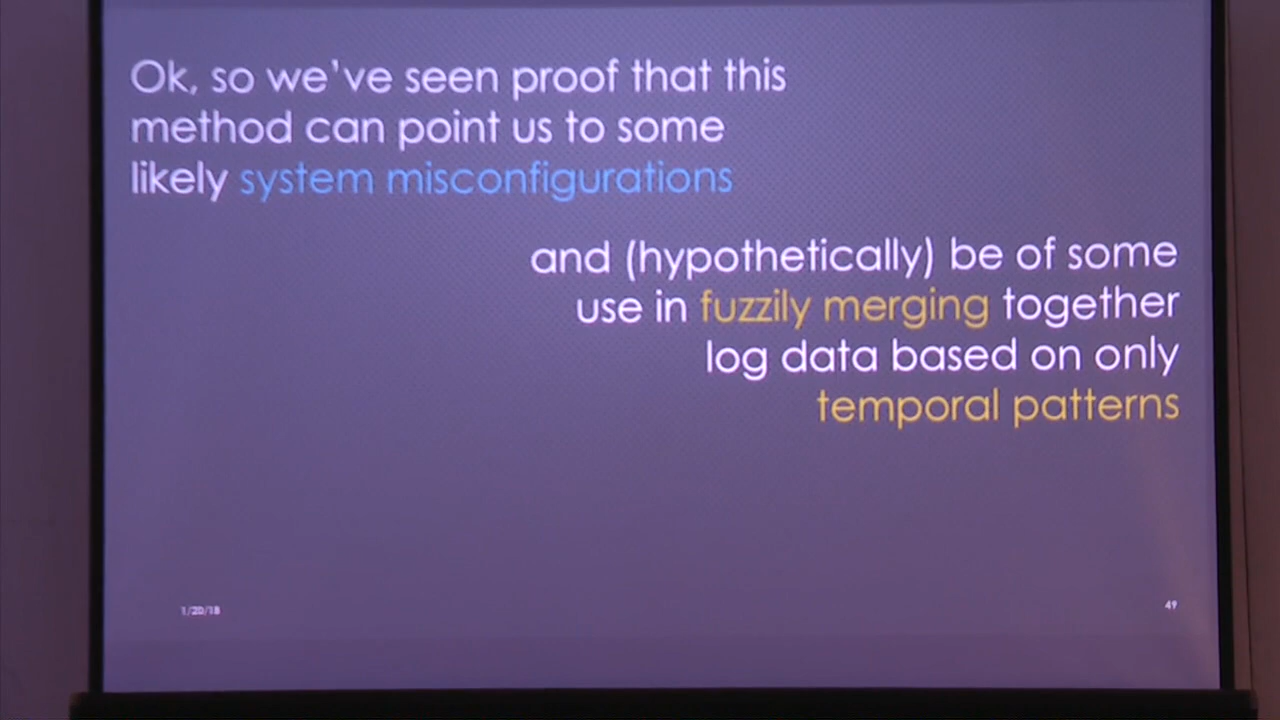 Ok, so we've seen proof that this
method can point us to some
likely system misconfigurations
and (hypothetically) be of some
use in fuzzily merging together
log data based on only
temporal patterns
1/20/18
49